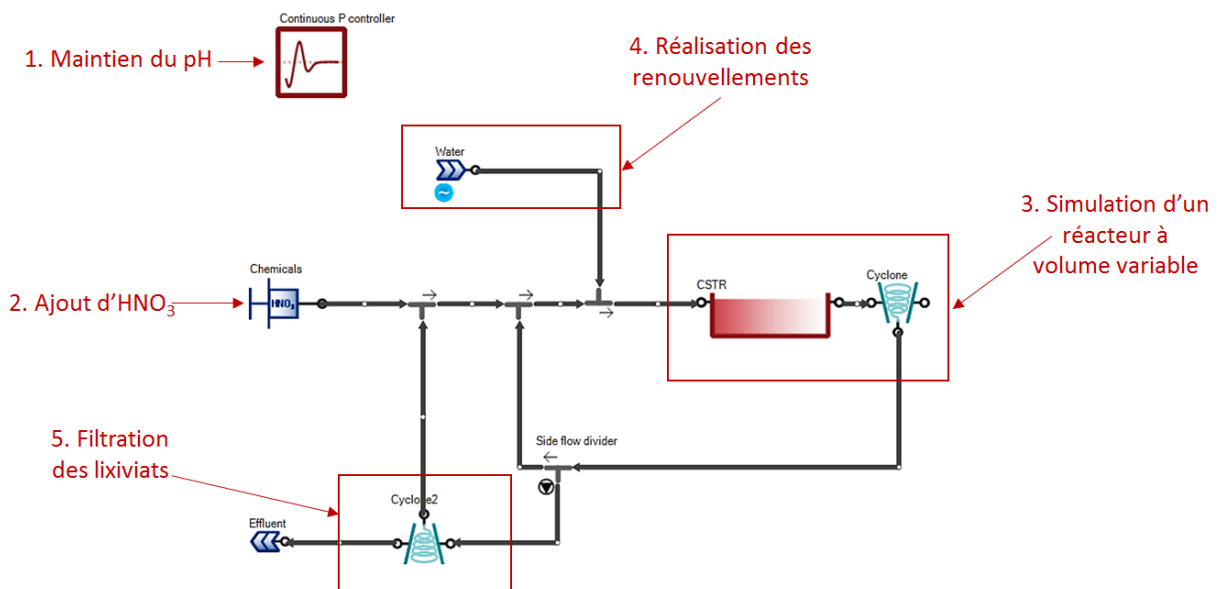 Continuous P controller
1. Maintien du pH
4. Réalisation des
renouvellements
Water
3. Simulation d'un
réacteur à
volume variable
Chemicals
HNO₃
2. Ajout d'HNO₃
CSTR
Cyclone
5. Filtration
des lixiviats
Side flow divider
Cyclone2
Effluent